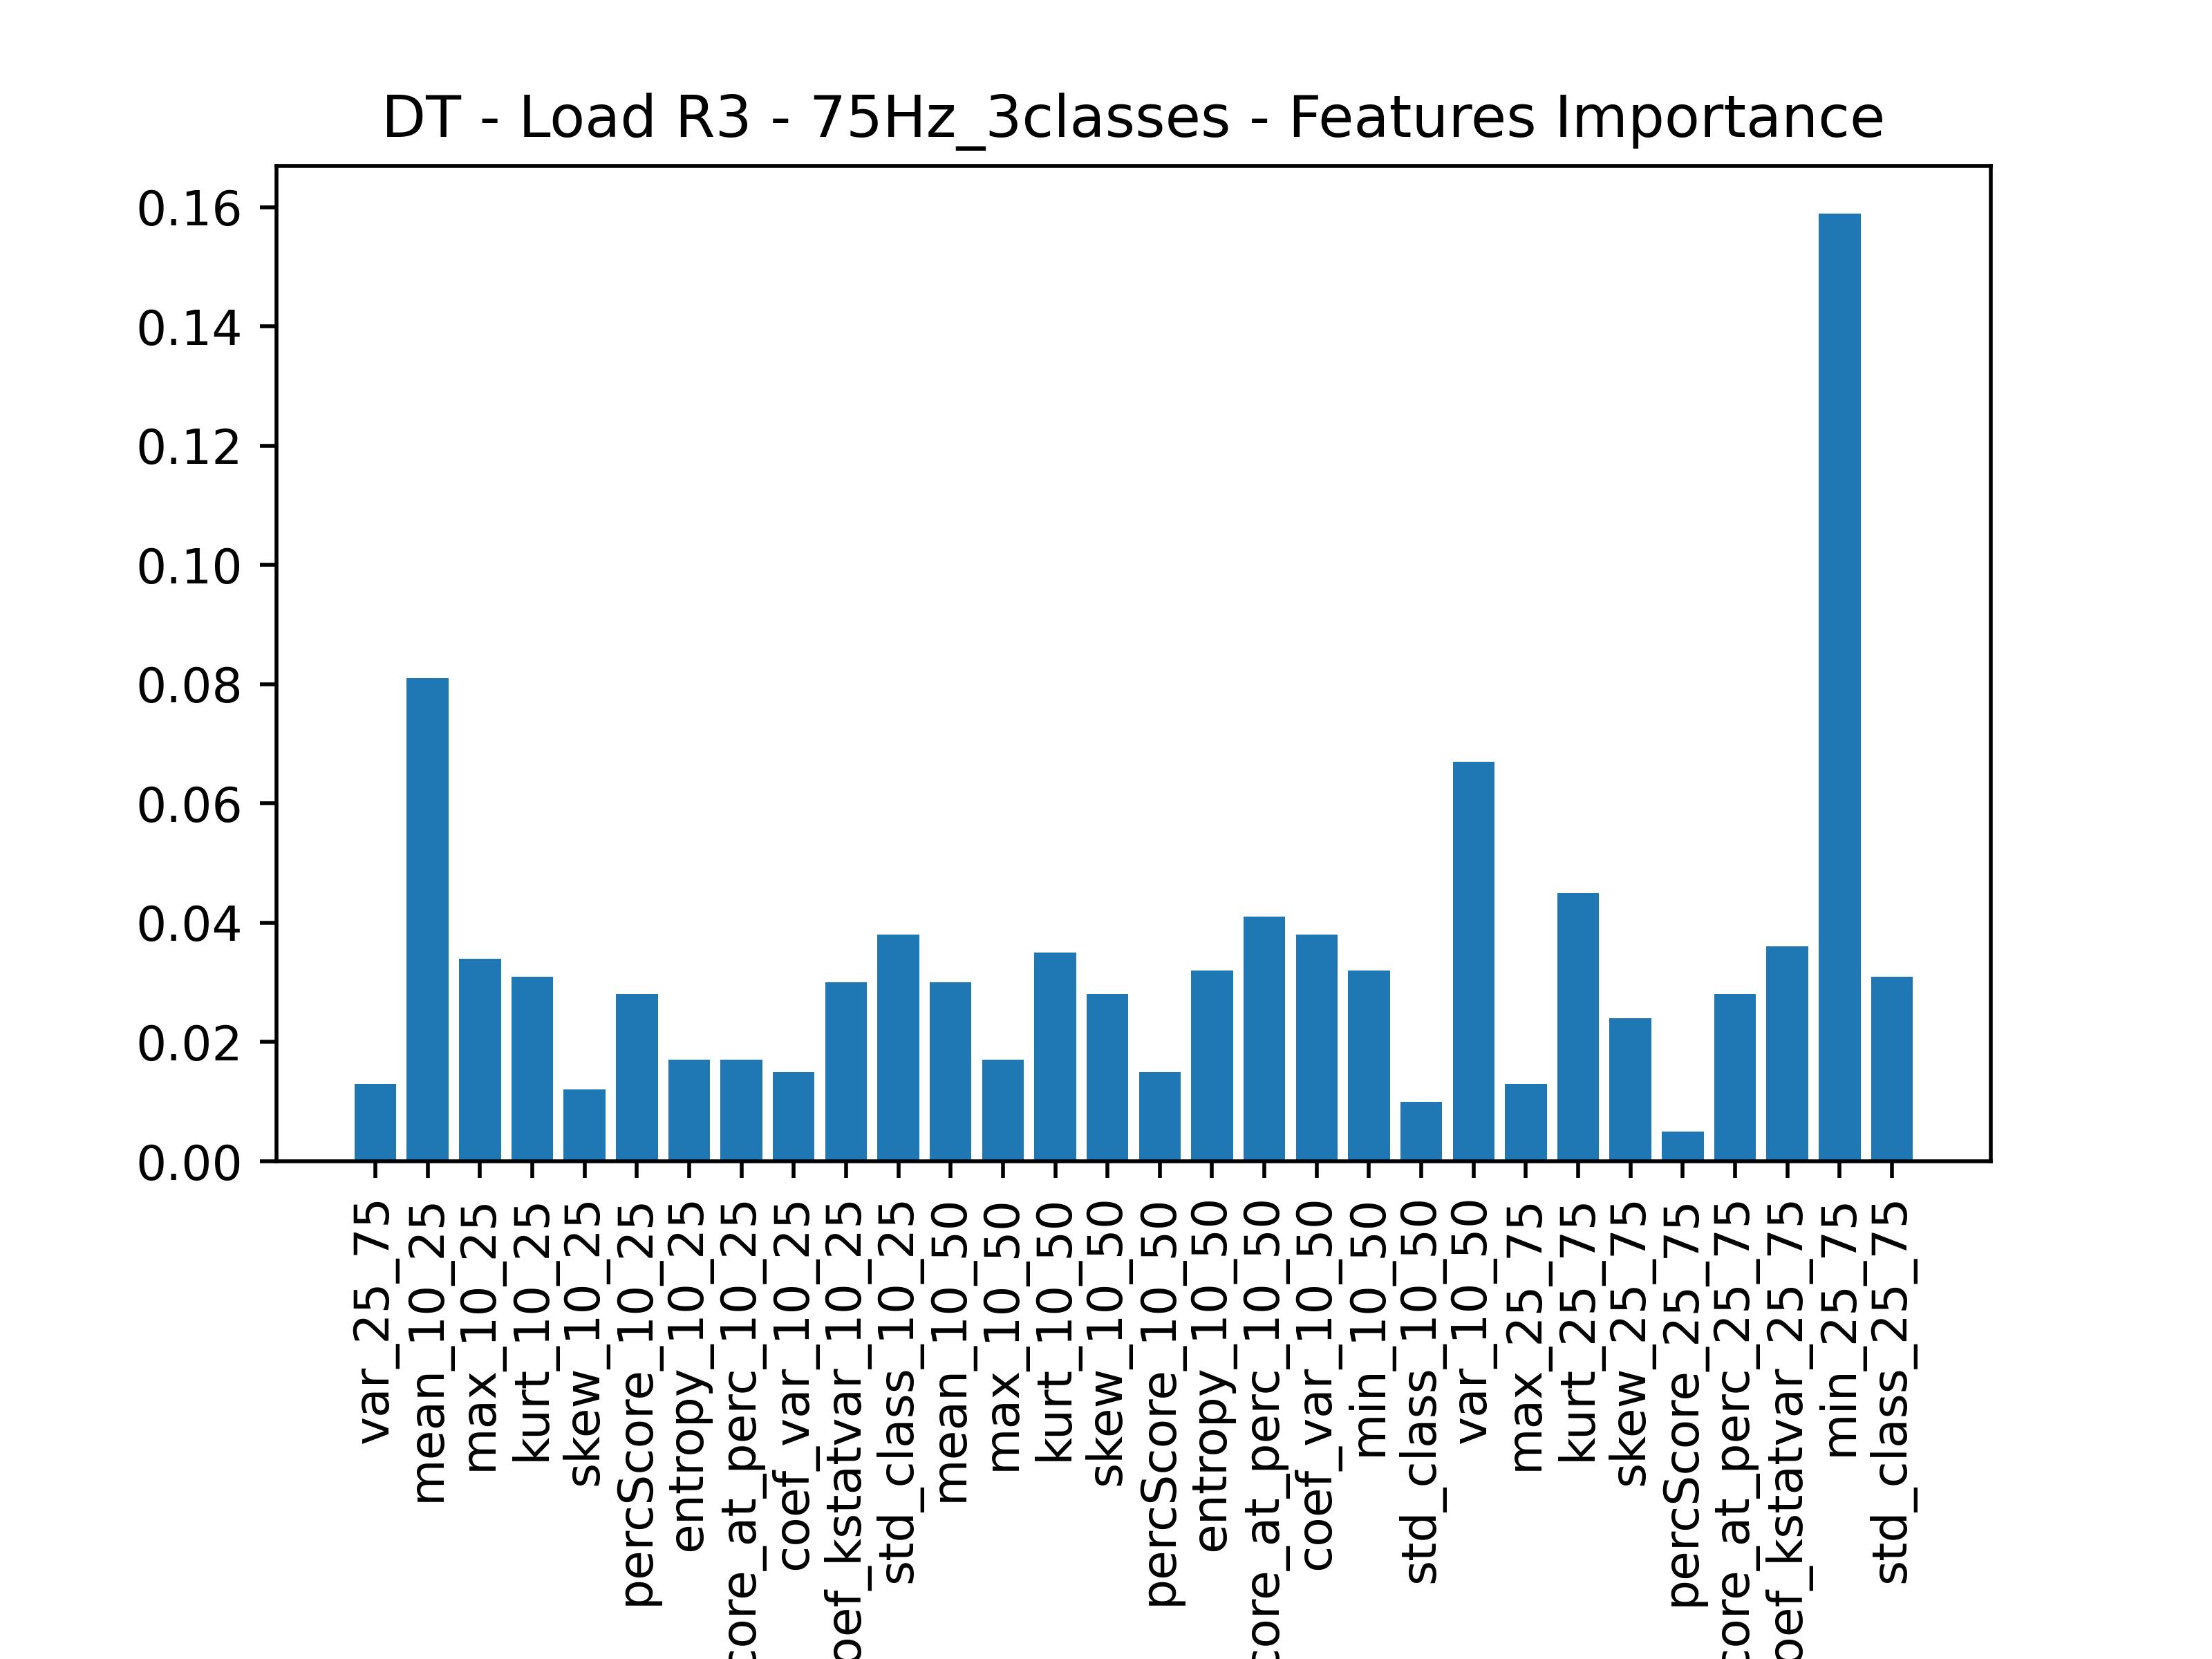 DT - Load R3 - 75Hz_3classes - Features Importance
0.16
0.14
0.12
0.10
0.08
0.06
0.04
0.02
0.00
var_25_75
mean_10_25
max_10_25
kurt_10_25
skew_10_25
percScore_10_25
entropy_10_25
core_at_perc_10_25
coef_var_10_25
oef_kstatvar_10_25
std_class_10_25
mean_10_50
max_10_50
kurt_10_50
skew_10_50
percScore_10_50
entropy_10_50
core_at_perc_10_50
coef_var_10_50
min_10_50
std_class_10_50
var_10_50
max_25_75
kurt_25_75
skew_25_75
percScore_25_75
core_at_perc_25_75
oef_kstatvar_25_75
min_25_75
std_class_25_75